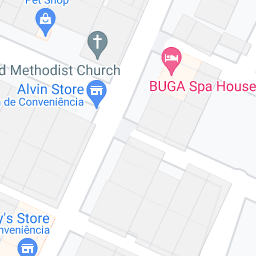 Pet Shop
d Methodist Church
BUGA Spa House
Alvin Store
a de Conveniência
y's Store
onveniência